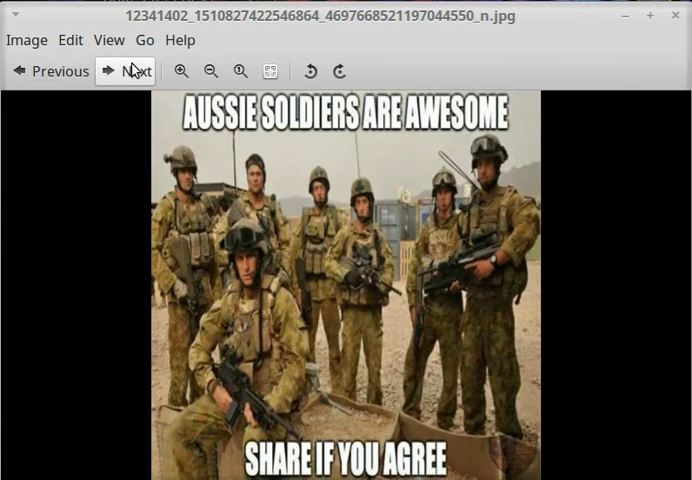 12341402_1510827422546864_4697668521197044550_n.jpg
Image Edit View Go Help
Previous Next
AUSSIE SOLDIERS ARE AWESOME
SHARE IF YOU AGREE